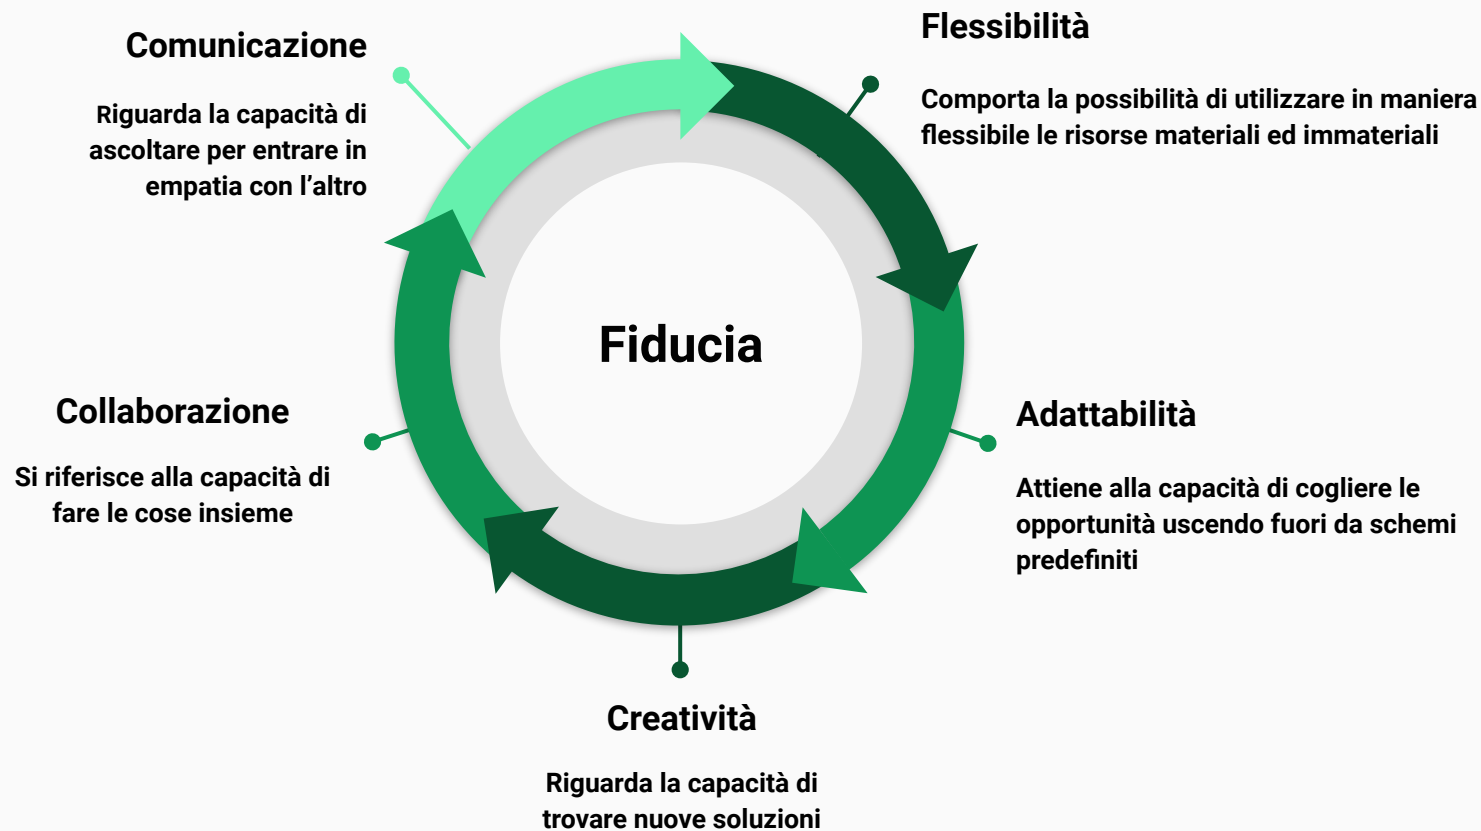 Comunicazione
Riguarda la capacità di
ascoltare per entrare in
empatia con l’altro
Flessibilità
Comporta la possibilità di utilizzare in maniera
flessibile le risorse materiali ed immateriali
Fiducia
Collaborazione
Si riferisce alla capacità di
fare le cose insieme
Adattabilità
Attiene alla capacità di cogliere le
opportunità uscendo fuori da schemi
predefiniti
Creatività
Riguarda la capacità di
trovare nuove soluzioni